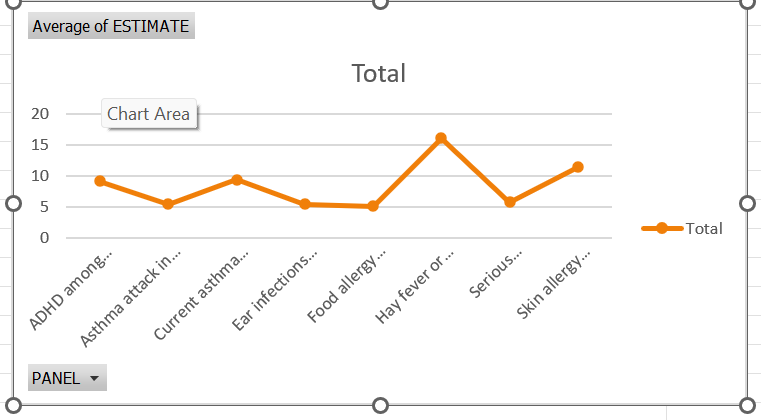 Average of ESTIMATE
Total
Chart Area
20
15
10
5
0
Total
ADHD among...
Asthma attack in...
Current asthma...
Ear infections...
Food allergy...
Hay fever or...
Serious...
Skin allergy...
PANEL